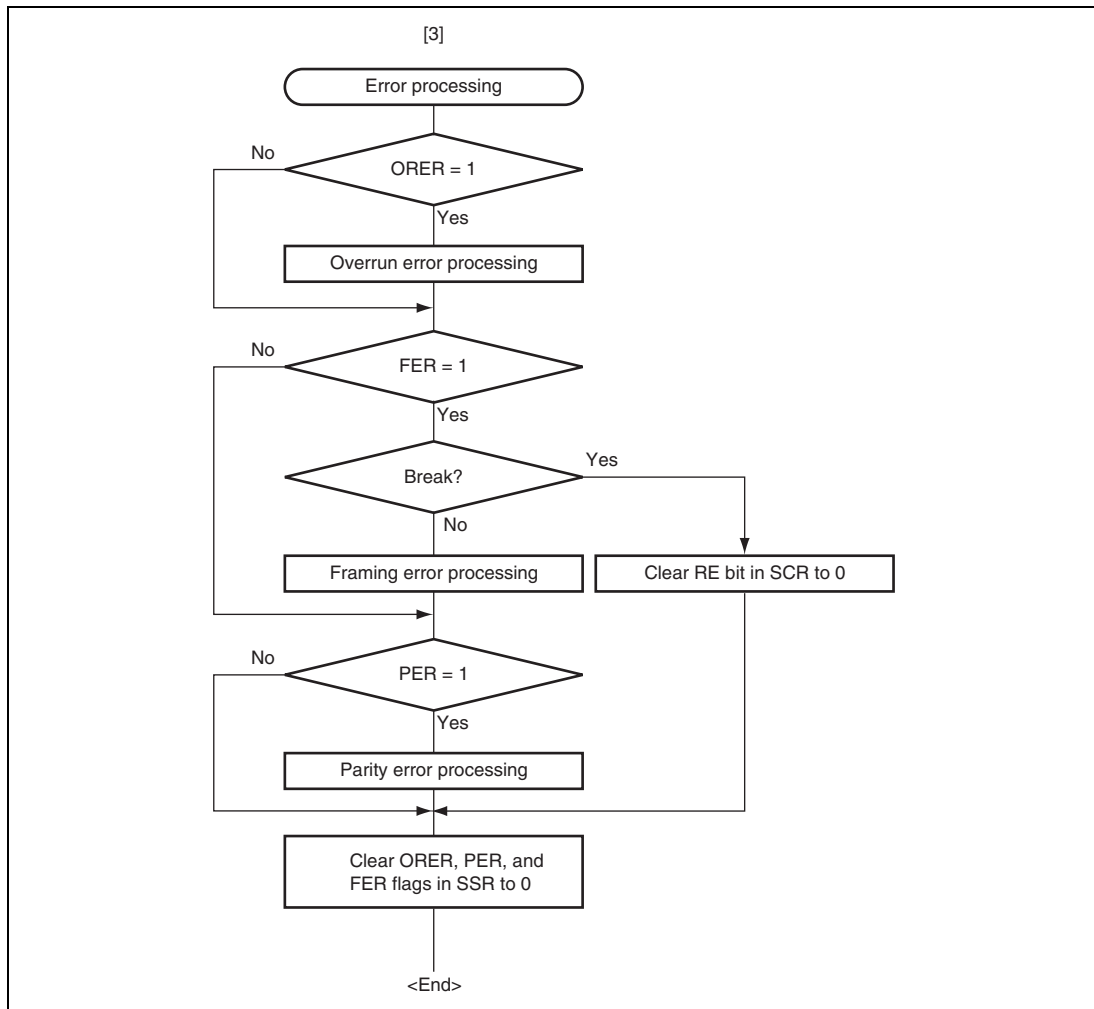 [3]
Error processing
No
ORER = 1
Yes
Overrun error processing
No
FER = 1
Yes
Break?
Yes
No
Framing error processing
Clear RE bit in SCR to 0
No
PER = 1
Yes
Parity error processing
Clear ORER, PER, and
FER flags in SSR to 0
<End>